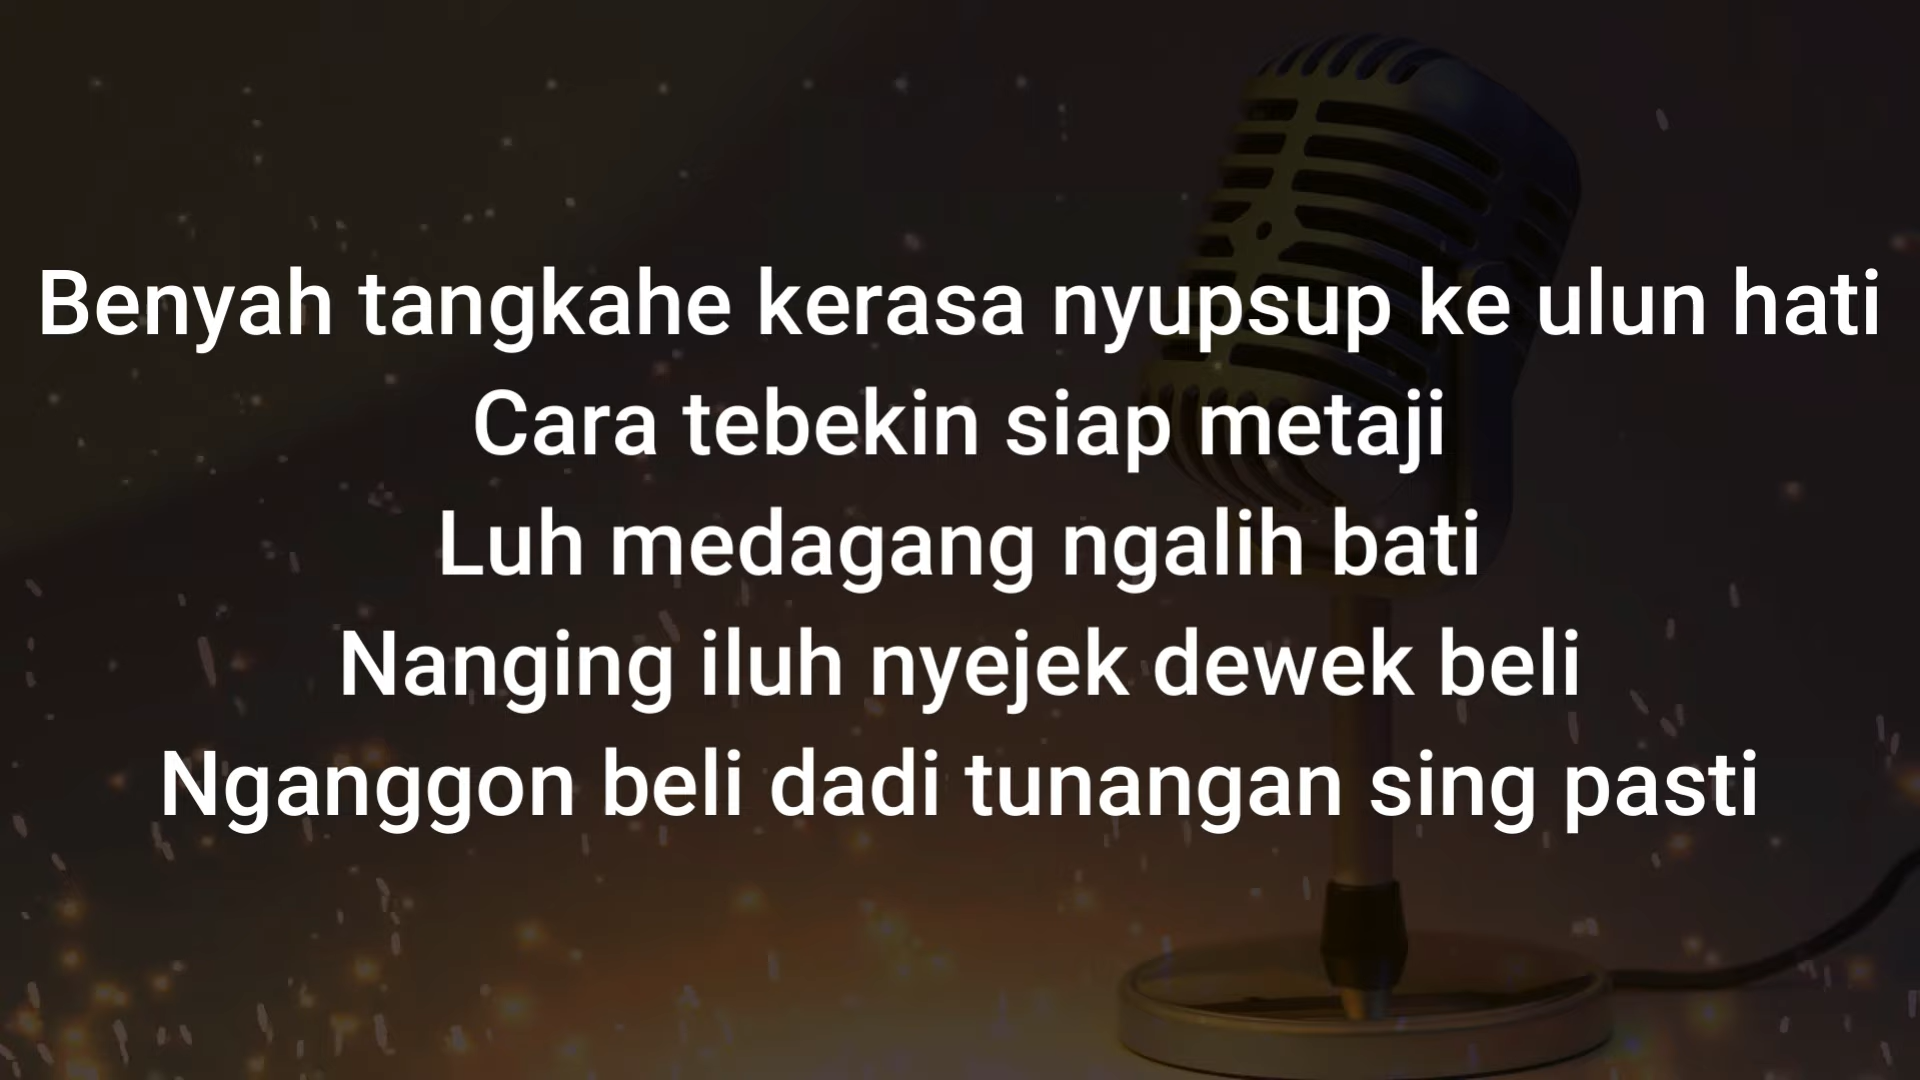 Benyah tangkahe kerasa nyupsup ke ulun hati
Cara tebekin siap metaji
Luh medagang ngalih bati
Nanging iluh nyejek dewek beli
Nganggon beli dadi tunangan sing pasti